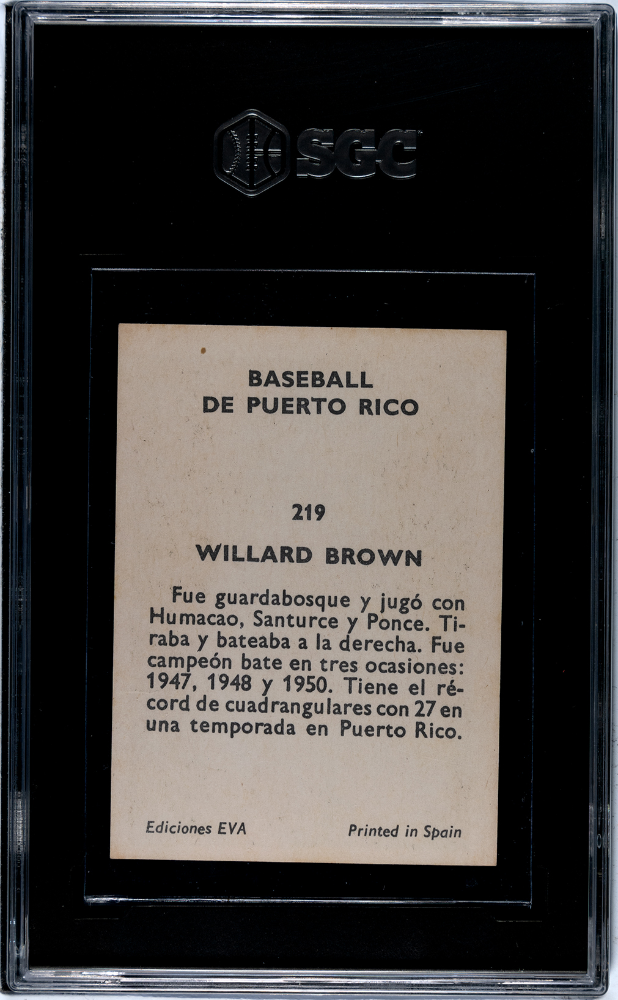 SGC
BASEBALL
DE PUERTO RICO
219
WILLARD BROWN
Fue guardabosque y jugó con
Humacao, Santurce y Ponce. Ti-
raba y bateaba a la derecha. Fue
campeón bate en tres ocasiones:
1947, 1948 y 1950. Tiene el ré-
cord de cuadrangulares con 27 en
una temporada en Puerto Rico.
Ediciones EVA Printed in Spain